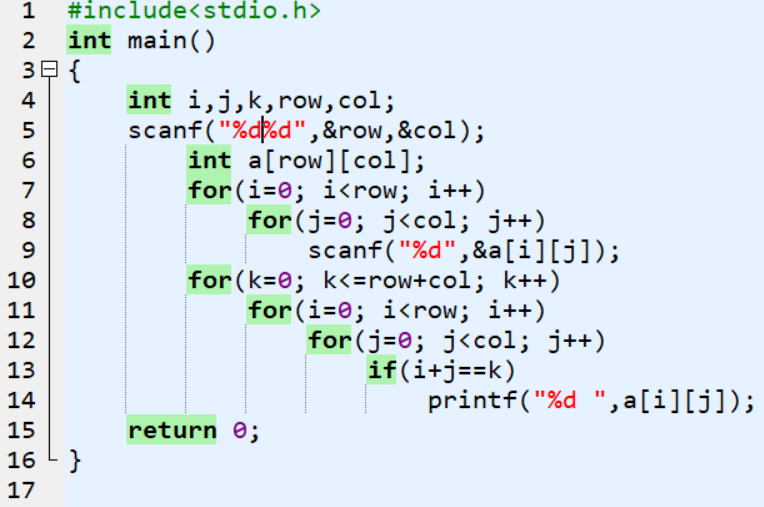 1 #include<stdio.h>
2 int main()
3 {
4 int i,j,k,row,col;
5 scanf("%d%d",&row,&col);
6 int a[row][col];
7 for(i=0; i<row; i++)
8 for(j=0; j<col; j++)
9 scanf("%d",&a[i][j]);
10 for(k=0; k<=row+col; k++)
11 for(i=0; i<row; i++)
12 for(j=0; j<col; j++)
13 if(i+j==k)
14 printf("%d ",a[i][j]);
15 return 0;
16 }
17